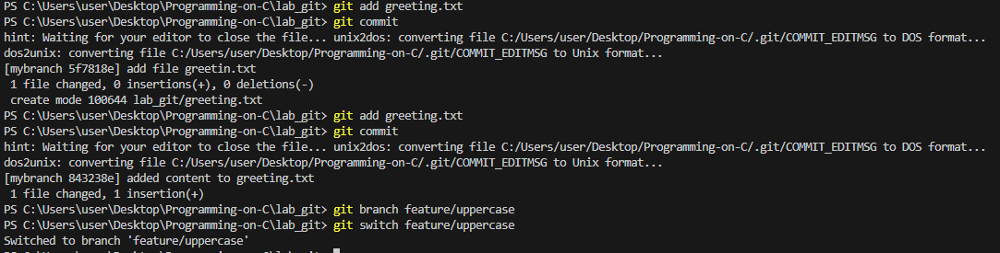 PS C:\Users\user\Desktop\Programming-on-C\lab_git> git add greeting.txt
PS C:\Users\user\Desktop\Programming-on-C\lab_git> git commit
hint: Waiting for your editor to close the file... unix2dos: converting file C:/Users/user/Desktop/Programming-on-C/.git/COMMIT_EDITMSG to DOS format...
dos2unix: converting file C:/Users/user/Desktop/Programming-on-C/.git/COMMIT_EDITMSG to Unix format...
[mybranch 5f7818e] add file greetin.txt
 1 file changed, 0 insertions(+), 0 deletions(-)
 create mode 100644 lab_git/greeting.txt
PS C:\Users\user\Desktop\Programming-on-C\lab_git> git add greeting.txt
PS C:\Users\user\Desktop\Programming-on-C\lab_git> git commit
hint: Waiting for your editor to close the file... unix2dos: converting file C:/Users/user/Desktop/Programming-on-C/.git/COMMIT_EDITMSG to DOS format...
dos2unix: converting file C:/Users/user/Desktop/Programming-on-C/.git/COMMIT_EDITMSG to Unix format...
[mybranch 843238e] added content to greeting.txt
 1 file changed, 1 insertion(+)
PS C:\Users\user\Desktop\Programming-on-C\lab_git> git branch feature/uppercase
PS C:\Users\user\Desktop\Programming-on-C\lab_git> git switch feature/uppercase
Switched to branch 'feature/uppercase'